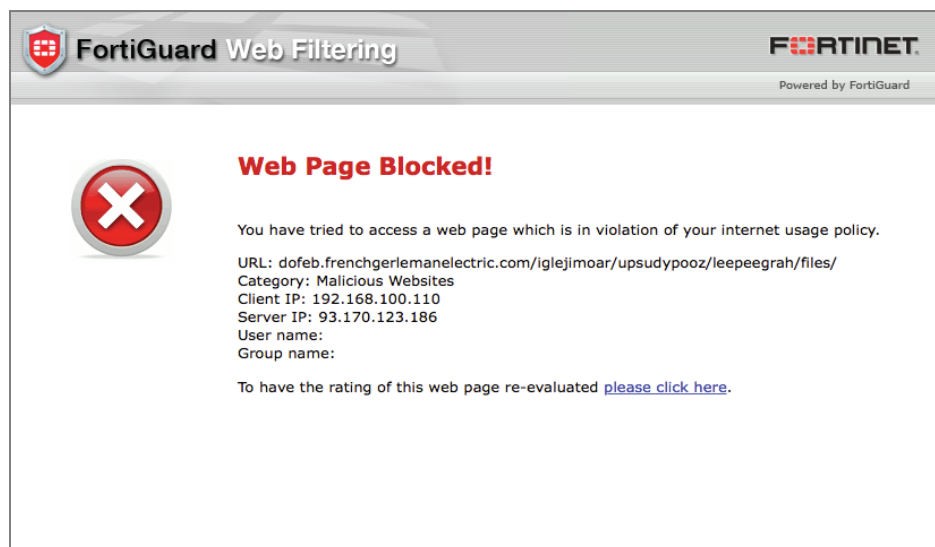 FortiGuard Web Filtering
FORTINET
Powered by FortiGuard
Web Page Blocked!
You have tried to access a web page which is in violation of your internet usage policy.
URL: dofeb.frenchgerlemanelectric.com/iglejimoar/upsudypooz/leepeegrah/files/
Category: Malicious Websites
Client IP: 192.168.100.110
Server IP: 93.170.123.186
User name:
Group name:
To have the rating of this web page re-evaluated please click here.